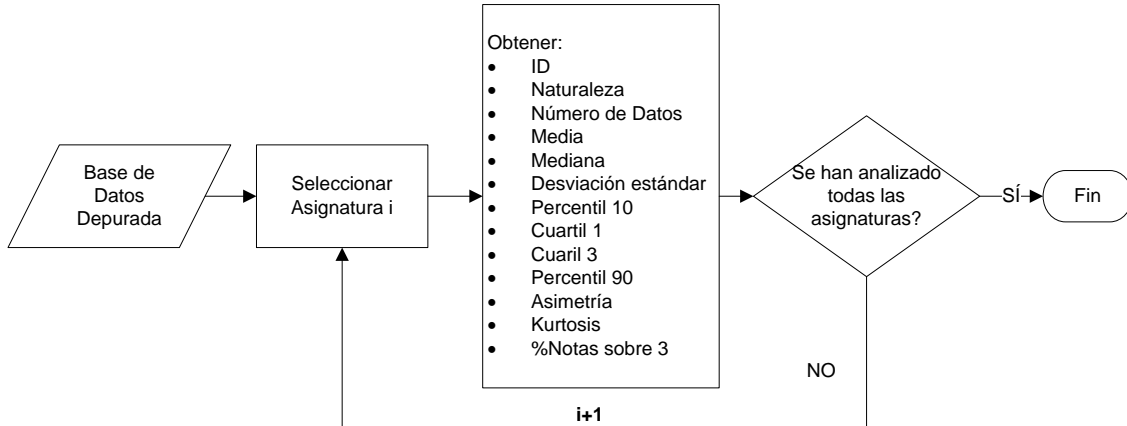 Base de
Datos
Depurada
Seleccionar
Asignatura i
Obtener:
• ID
• Naturaleza
• Número de Datos
• Media
• Mediana
• Desviación estándar
• Percentil 10
• Cuartil 1
• Cuaril 3
• Percentil 90
• Asimetría
• Kurtosis
• %Notas sobre 3
Se han analizado
todas las
asignaturas?
SÍ
Fin
NO
i+1